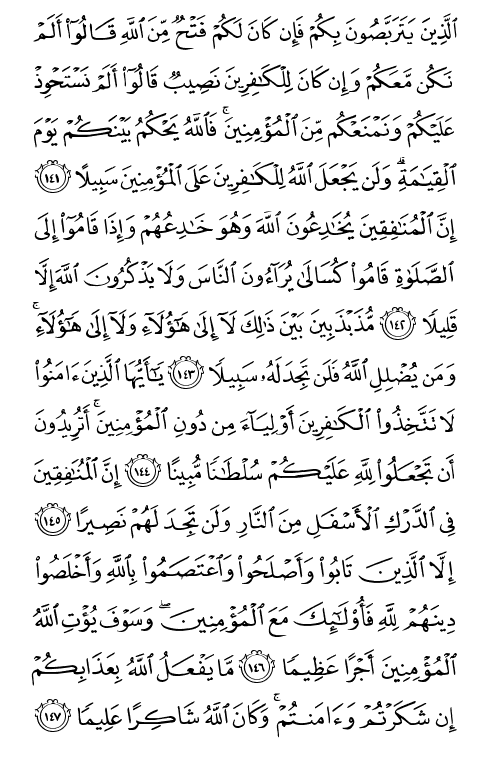 ٱلَّذِينَ يَتَرَبَّصُونَ بِكُمْ فَإِن كَانَ لَكُمْ فَتْحٌ مِّنَ ٱللَّهِ قَالُوٓا۟ أَلَمْ
نَكُن مَّعَكُمْ وَإِن كَانَ لِلْكَٰفِرِينَ نَصِيبٌ قَالُوٓا۟ أَلَمْ نَسْتَحْوِذْ
عَلَيْكُمْ وَنَمْنَعْكُم مِّنَ ٱلْمُؤْمِنِينَ ۚ فَٱللَّهُ يَحْكُمُ بَيْنَكُمْ يَوْمَ
ٱلْقِيَٰمَةِ ۗ وَلَن يَجْعَلَ ٱللَّهُ لِلْكَٰفِرِينَ عَلَى ٱلْمُؤْمِنِينَ سَبِيلًا ١٤١
إِنَّ ٱلْمُنَٰفِقِينَ يُخَٰدِعُونَ ٱللَّهَ وَهُوَ خَٰدِعُهُمْ وَإِذَا قَامُوٓا۟ إِلَى
ٱلصَّلَوٰةِ قَامُوا۟ كُسَالَىٰ يُرَآءُونَ ٱلنَّاسَ وَلَا يَذْكُرُونَ ٱللَّهَ إِلَّا
قَلِيلًا ١٤٢ مُّذَبْذَبِينَ بَيْنَ ذَٰلِكَ لَآ إِلَىٰ هَٰٓؤُلَآءِ وَلَآ إِلَىٰ هَٰٓؤُلَآءِ ۚ
وَمَن يُضْلِلِ ٱللَّهُ فَلَن تَجِدَ لَهُۥ سَبِيلًا ١٤٣ يَٰٓأَيُّهَا ٱلَّذِينَ ءَامَنُوا۟
لَا تَتَّخِذُوا۟ ٱلْكَٰفِرِينَ أَوْلِيَآءَ مِن دُونِ ٱلْمُؤْمِنِينَ ۚ أَتُرِيدُونَ
أَن تَجْعَلُوا۟ لِلَّهِ عَلَيْكُمْ سُلْطَٰنًا مُّبِينًا ١٤٤ إِنَّ ٱلْمُنَٰفِقِينَ
فِى ٱلدَّرْكِ ٱلْأَسْفَلِ مِنَ ٱلنَّارِ وَلَن تَجِدَ لَهُمْ نَصِيرًا ١٤٥
إِلَّا ٱلَّذِينَ تَابُوا۟ وَأَصْلَحُوا۟ وَٱعْتَصَمُوا۟ بِٱللَّهِ وَأَخْلَصُوا۟
دِينَهُمْ لِلَّهِ فَأُو۟لَٰٓئِكَ مَعَ ٱلْمُؤْمِنِينَ ۖ وَسَوْفَ يُؤْتِ ٱللَّهُ
ٱلْمُؤْمِنِينَ أَجْرًا عَظِيمًا ١٤٦ مَّا يَفْعَلُ ٱللَّهُ بِعَذَابِكُمْ
إِن شَكَرْتُمْ وَءَامَنتُمْ ۚ وَكَانَ ٱللَّهُ شَاكِرًا عَلِيمًا ١٤٧